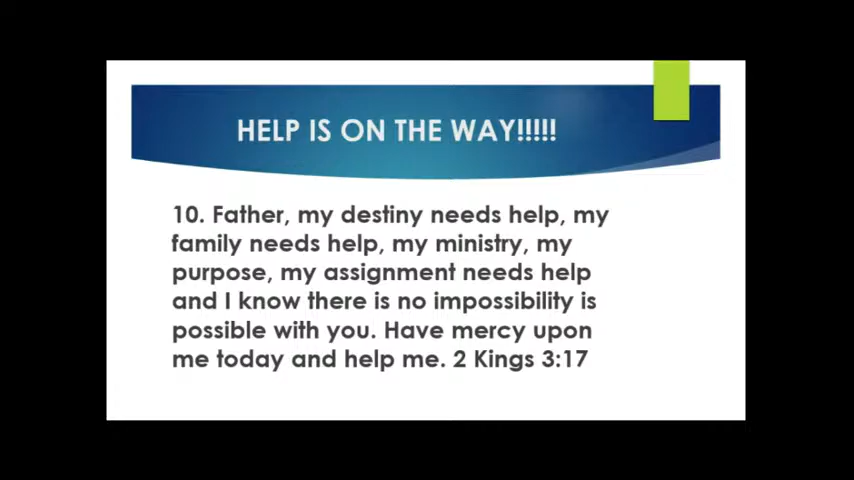 HELP IS ON THE WAY!!!!!
10. Father, my destiny needs help, my
family needs help, my ministry, my
purpose, my assignment needs help
and I know there is no impossibility is
possible with you. Have mercy upon
me today and help me. 2 Kings 3:17